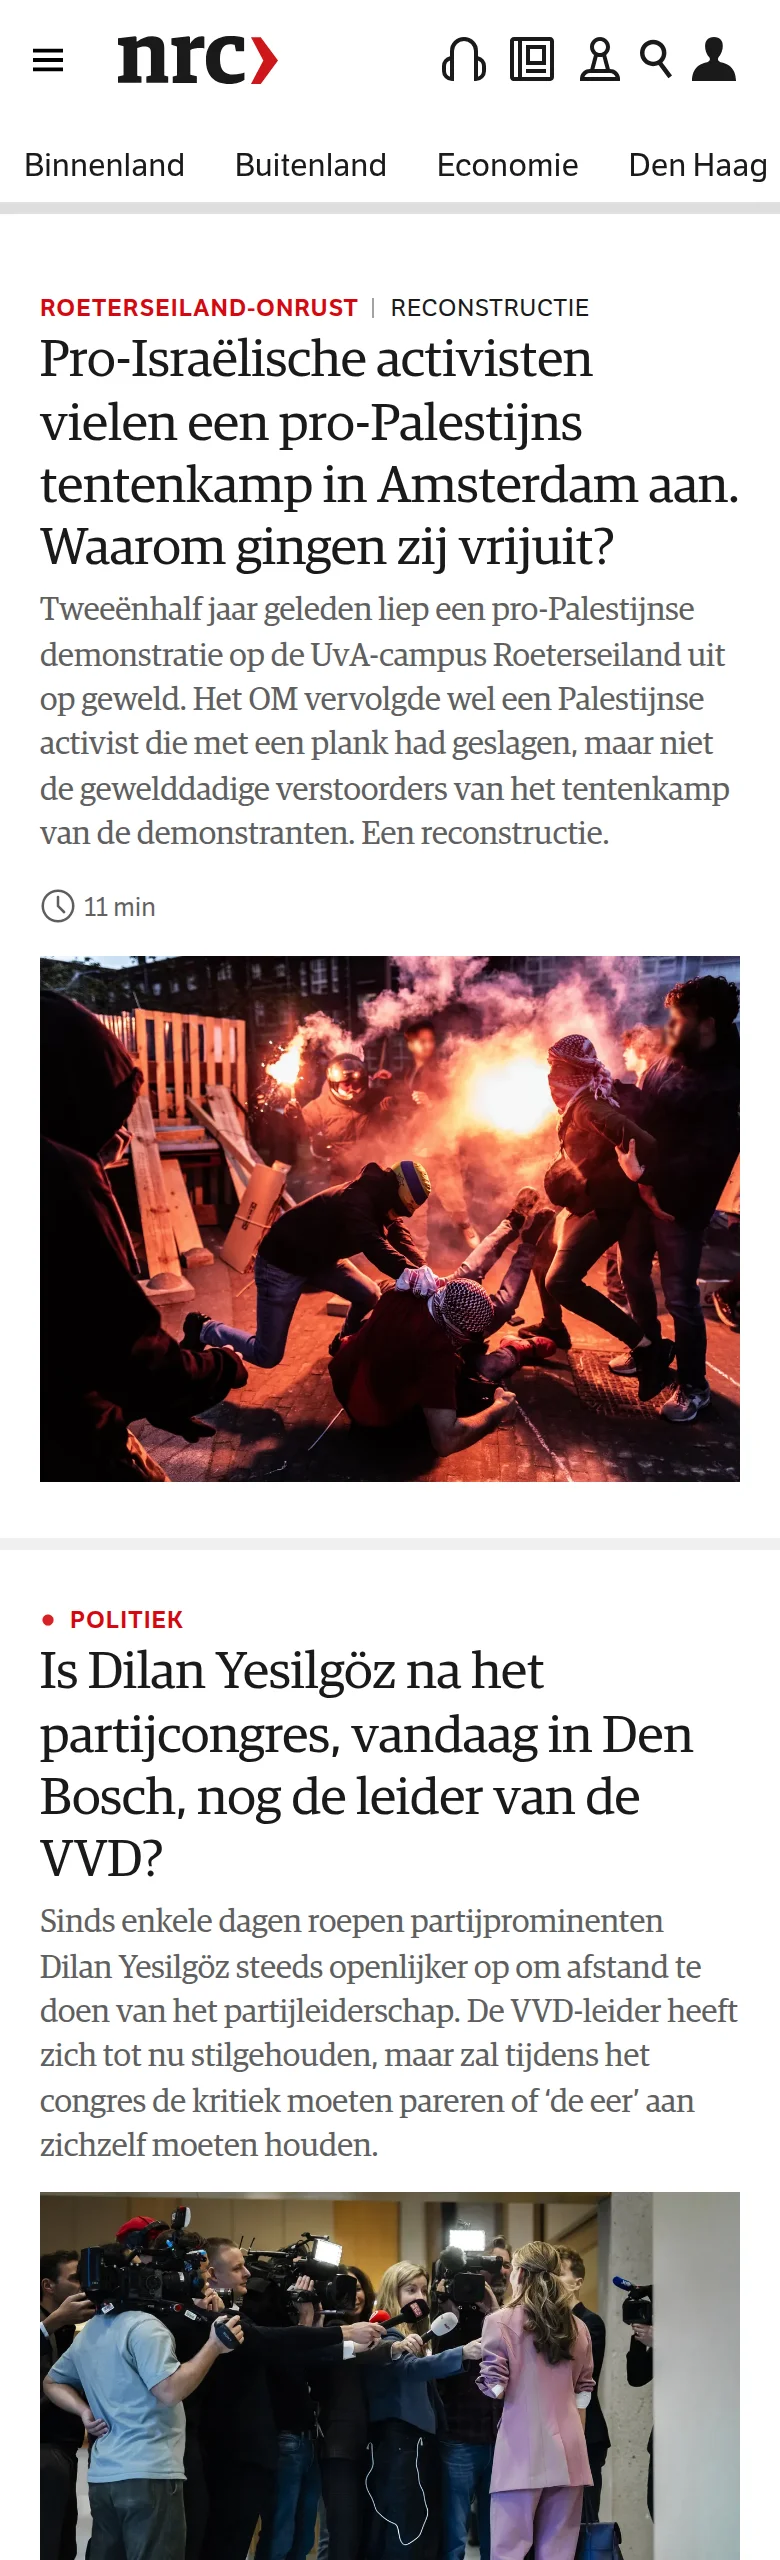 nrc
Binnenland Buitenland Economie Den Haag
ROETERSEILAND-ONRUST | RECONSTRUCTIE
Pro-Israëlische activisten
vielen een pro-Palestijns
tentenkamp in Amsterdam aan.
Waarom gingen zij vrijuit?
Tweeënhalf jaar geleden liep een pro-Palestijnse
demonstratie op de UvA-campus Roeterseiland uit
op geweld. Het OM vervolgde wel een Palestijnse
activist die met een plank had geslagen, maar niet
de gewelddadige verstoorders van het tentenkamp
van de demonstranten. Een reconstructie.
11 min
• POLITIEK
Is Dilan Yesilgöz na het
partijcongres, vandaag in Den
Bosch, nog de leider van de
VVD?
Sinds enkele dagen roepen partijprominenten
Dilan Yesilgöz steeds openlijker op om afstand te
doen van het partijleiderschap. De VVD-leider heeft
zich tot nu stilgehouden, maar zal tijdens het
congres de kritiek moeten pareren of ‘de eer’ aan
zichzelf moeten houden.